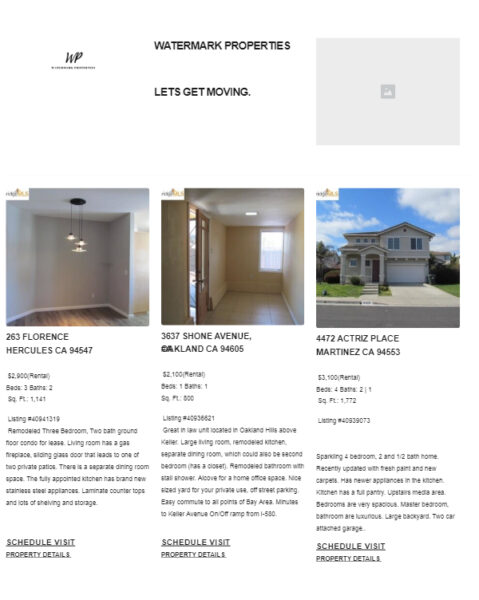 WATERMARK PROPERTIES
WP
WATERMARK PROPERTIES
LETS GET MOVING.
263 FLORENCE
HERCULES CA 94547
$2,900(Rental)
Beds: 3 Baths: 2
Sq. Ft.: 1,141
Listing #40941319
Remodeled Three Bedroom, Two bath ground
floor condo for lease. Living room has a gas
fireplace, sliding glass door that leads to one of
two private patios. There is a separate dining room
space. The fully appointed kitchen has brand new
stainless steel appliances. Laminate counter tops
and lots of shelving and storage.
SCHEDULE VISIT
PROPERTY DETAILS
3637 SHONE AVENUE,
OAKLAND CA 94605
$2,100(Rental)
Beds: 1 Baths: 1
Sq. Ft.: 800
Listing #40936621
Great in law unit located in Oakland Hills above
Keller. Large living room, remodeled kitchen,
separate dining room, which could also be second
bedroom (has a closet). Remodeled bathroom with
stall shower. Alcove for a home office space. Nice
sized yard for your private use, off street parking.
Easy commute to all points of Bay Area. Minutes
to Keller Avenue On/Off ramp from I-580.
SCHEDULE VISIT
PROPERTY DETAILS
4472 ACTRIZ PLACE
MARTINEZ CA 94553
$3,100(Rental)
Beds: 4 Baths: 2 | 1
Sq. Ft.: 1,772
Listing #40939073
Sparkling 4 bedroom, 2 and 1/2 bath home.
Recently updated with fresh paint and new
carpets. Has newer appliances in the kitchen.
Kitchen has a full pantry. Upstairs media area.
Bedrooms are very spacious. Master bedroom,
bathroom are luxurious. Large backyard. Two car
attached garage..
SCHEDULE VISIT
PROPERTY DETAILS